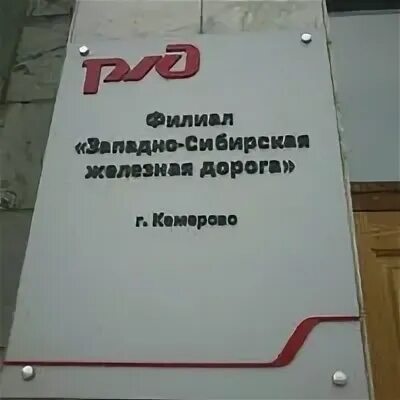 РЖД
Филиал
«Западно-Сибирская
железная дорога»
г. Кемерово